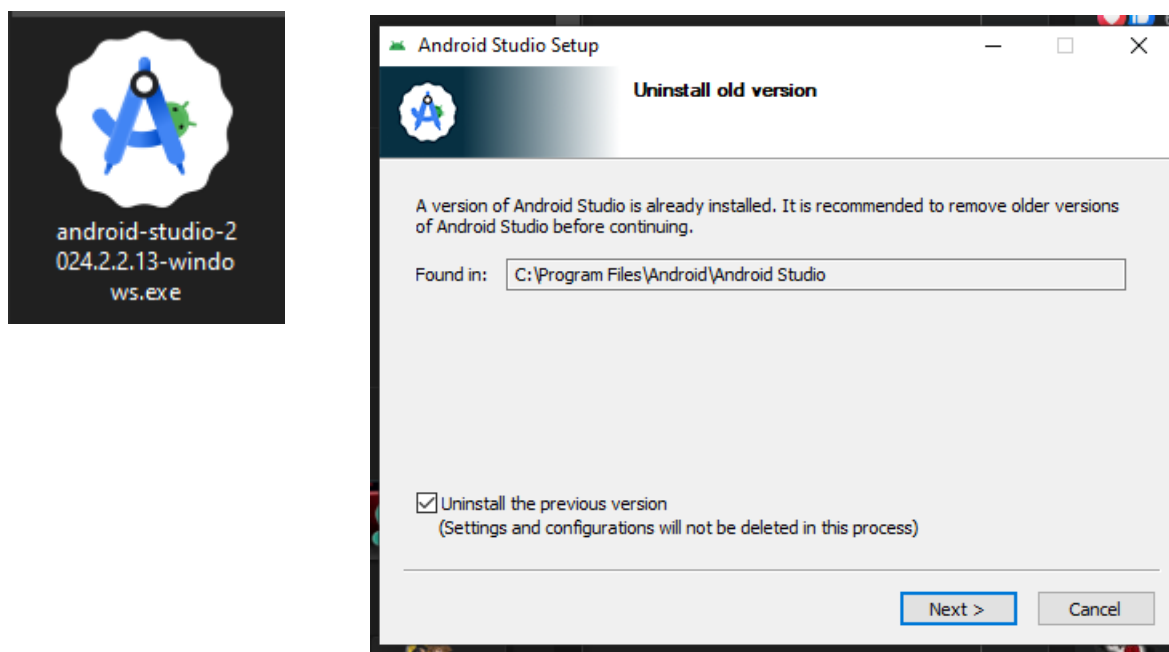 android-studio-2
024.2.2.13-windo
ws.exe
Android Studio Setup
Uninstall old version
A version of Android Studio is already installed. It is recommended to remove older versions
of Android Studio before continuing.
Found in: C:\Program Files\Android\Android Studio
Uninstall the previous version
(Settings and configurations will not be deleted in this process)
Next > Cancel